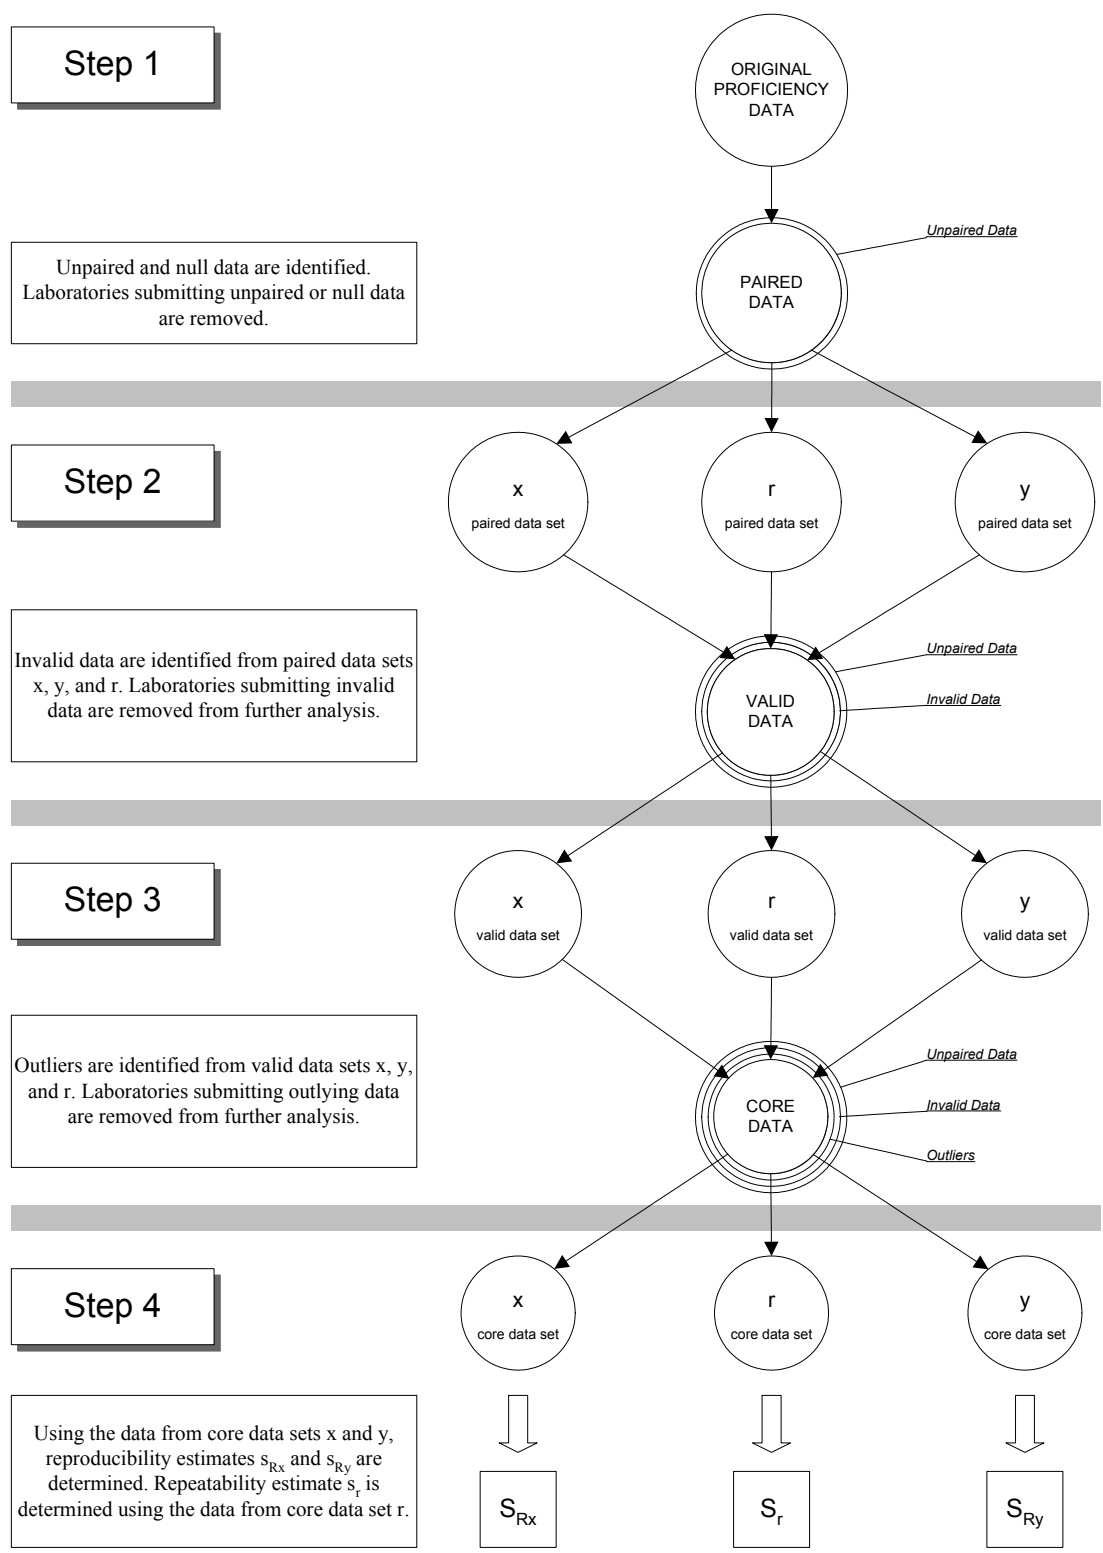 Step 1
ORIGINAL
PROFICIENCY
DATA
Unpaired Data
Unpaired and null data are identified.
Laboratories submitting unpaired or null data
are removed.
PAIRED
DATA
Step 2
x
paired data set
r
paired data set
y
paired data set
Invalid data are identified from paired data sets
x, y, and r. Laboratories submitting invalid
data are removed from further analysis.
Unpaired Data
Invalid Data
VALID
DATA
Step 3
x
valid data set
r
valid data set
y
valid data set
Outliers are identified from valid data sets x, y,
and r. Laboratories submitting outlying data
are removed from further analysis.
Unpaired Data
Invalid Data
Outliers
CORE
DATA
Step 4
x
core data set
r
core data set
y
core data set
Using the data from core data sets x and y,
reproducibility estimates sRx and sRy are
determined. Repeatability estimate sr is
determined using the data from core data set r.
SRx
Sr
SRy